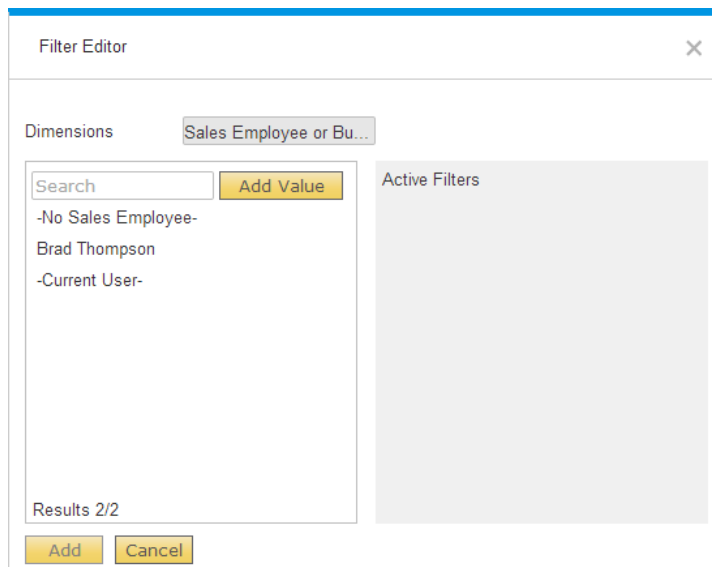 Filter Editor
Dimensions
Sales Employee or Bu...
Search
Add Value
-No Sales Employee-
Brad Thompson
-Current User-
Results 2/2
Active Filters
Add
Cancel